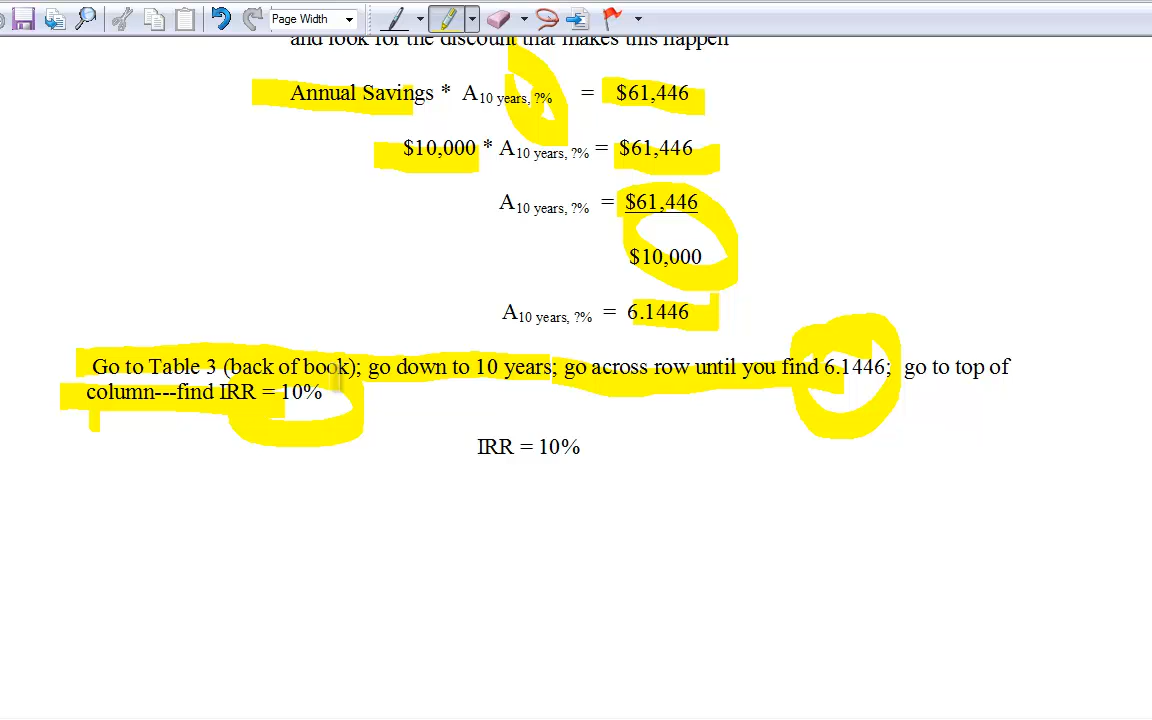 Page Width
and look for the discount that makes this happen
Annual Savings * A10 years, ?% = $61,446
$10,000 * A10 years, ?% = $61,446
A10 years, ?% = $61,446
$10,000
A10 years, ?% = 6.1446
Go to Table 3 (back of book); go down to 10 years; go across row until you find 6.1446; go to top of
column---find IRR = 10%
IRR = 10%